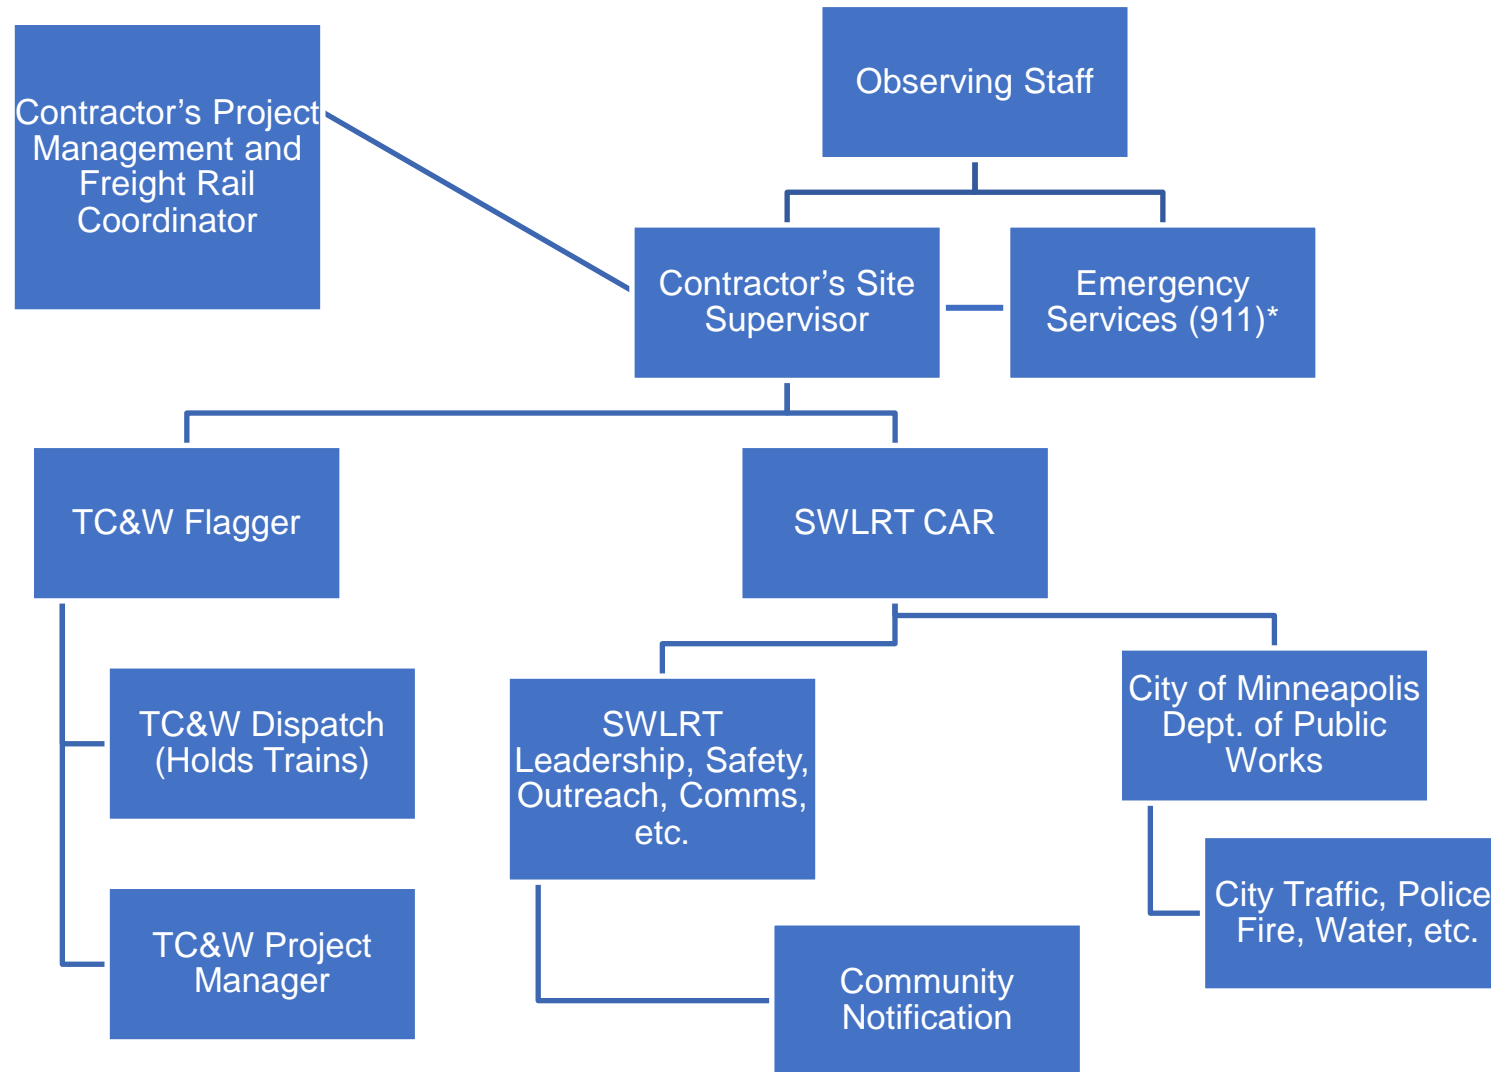 Observing Staff
Contractor’s Project
Management and
Freight Rail
Coordinator
Contractor’s Site
Supervisor
Emergency
Services (911)*
TC&W Flagger
SWLRT CAR
TC&W Dispatch
(Holds Trains)
SWLRT
Leadership, Safety,
Outreach, Comms,
etc.
City of Minneapolis
Dept. of Public
Works
TC&W Project
Manager
City Traffic, Police
Fire, Water, etc.
Community
Notification